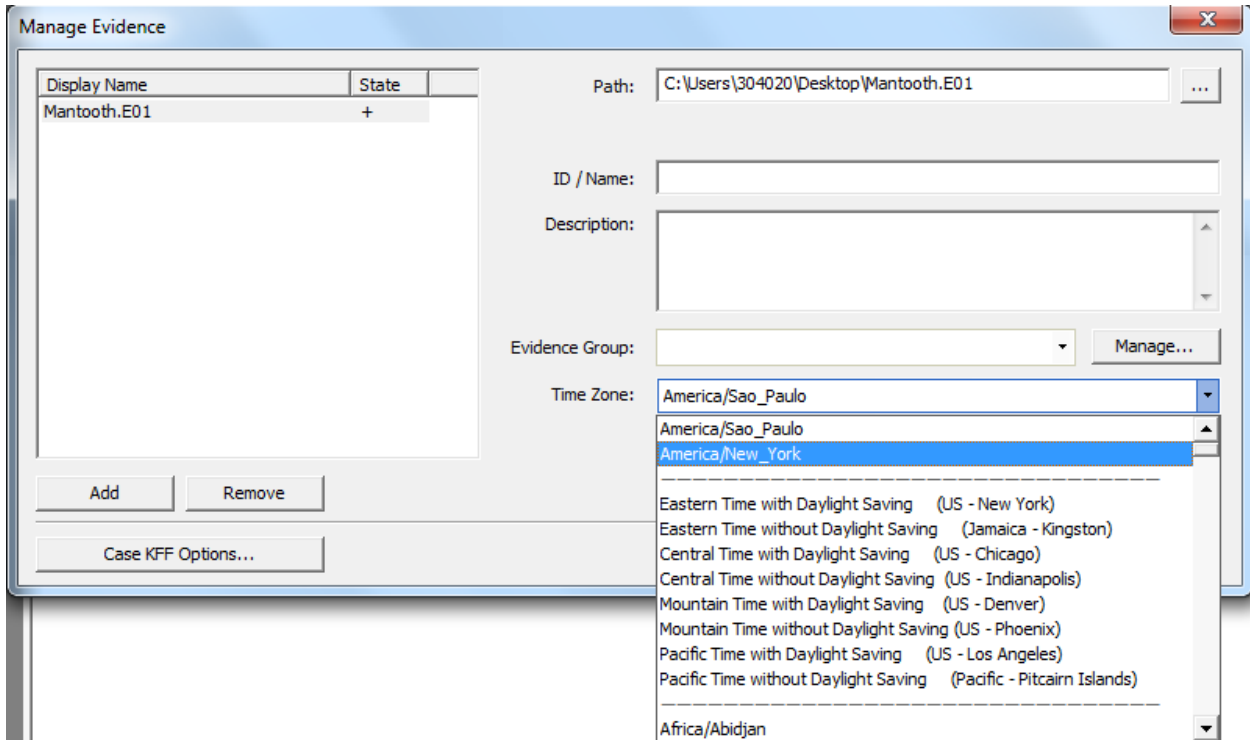 Manage Evidence
Display Name State
Mantooth.E01 +
Path: C:\Users\304020\Desktop\Mantooth.E01 ...
ID / Name:
Description:
Evidence Group: Manage...
Time Zone: America/Sao_Paulo
America/Sao_Paulo
America/New_York
Eastern Time with Daylight Saving (US - New York)
Eastern Time without Daylight Saving (Jamaica - Kingston)
Central Time with Daylight Saving (US - Chicago)
Central Time without Daylight Saving (US - Indianapolis)
Mountain Time with Daylight Saving (US - Denver)
Mountain Time without Daylight Saving (US - Phoenix)
Pacific Time with Daylight Saving (US - Los Angeles)
Pacific Time without Daylight Saving (Pacific - Pitcairn Islands)
Africa/Abidjan
Add Remove
Case KFF Options...